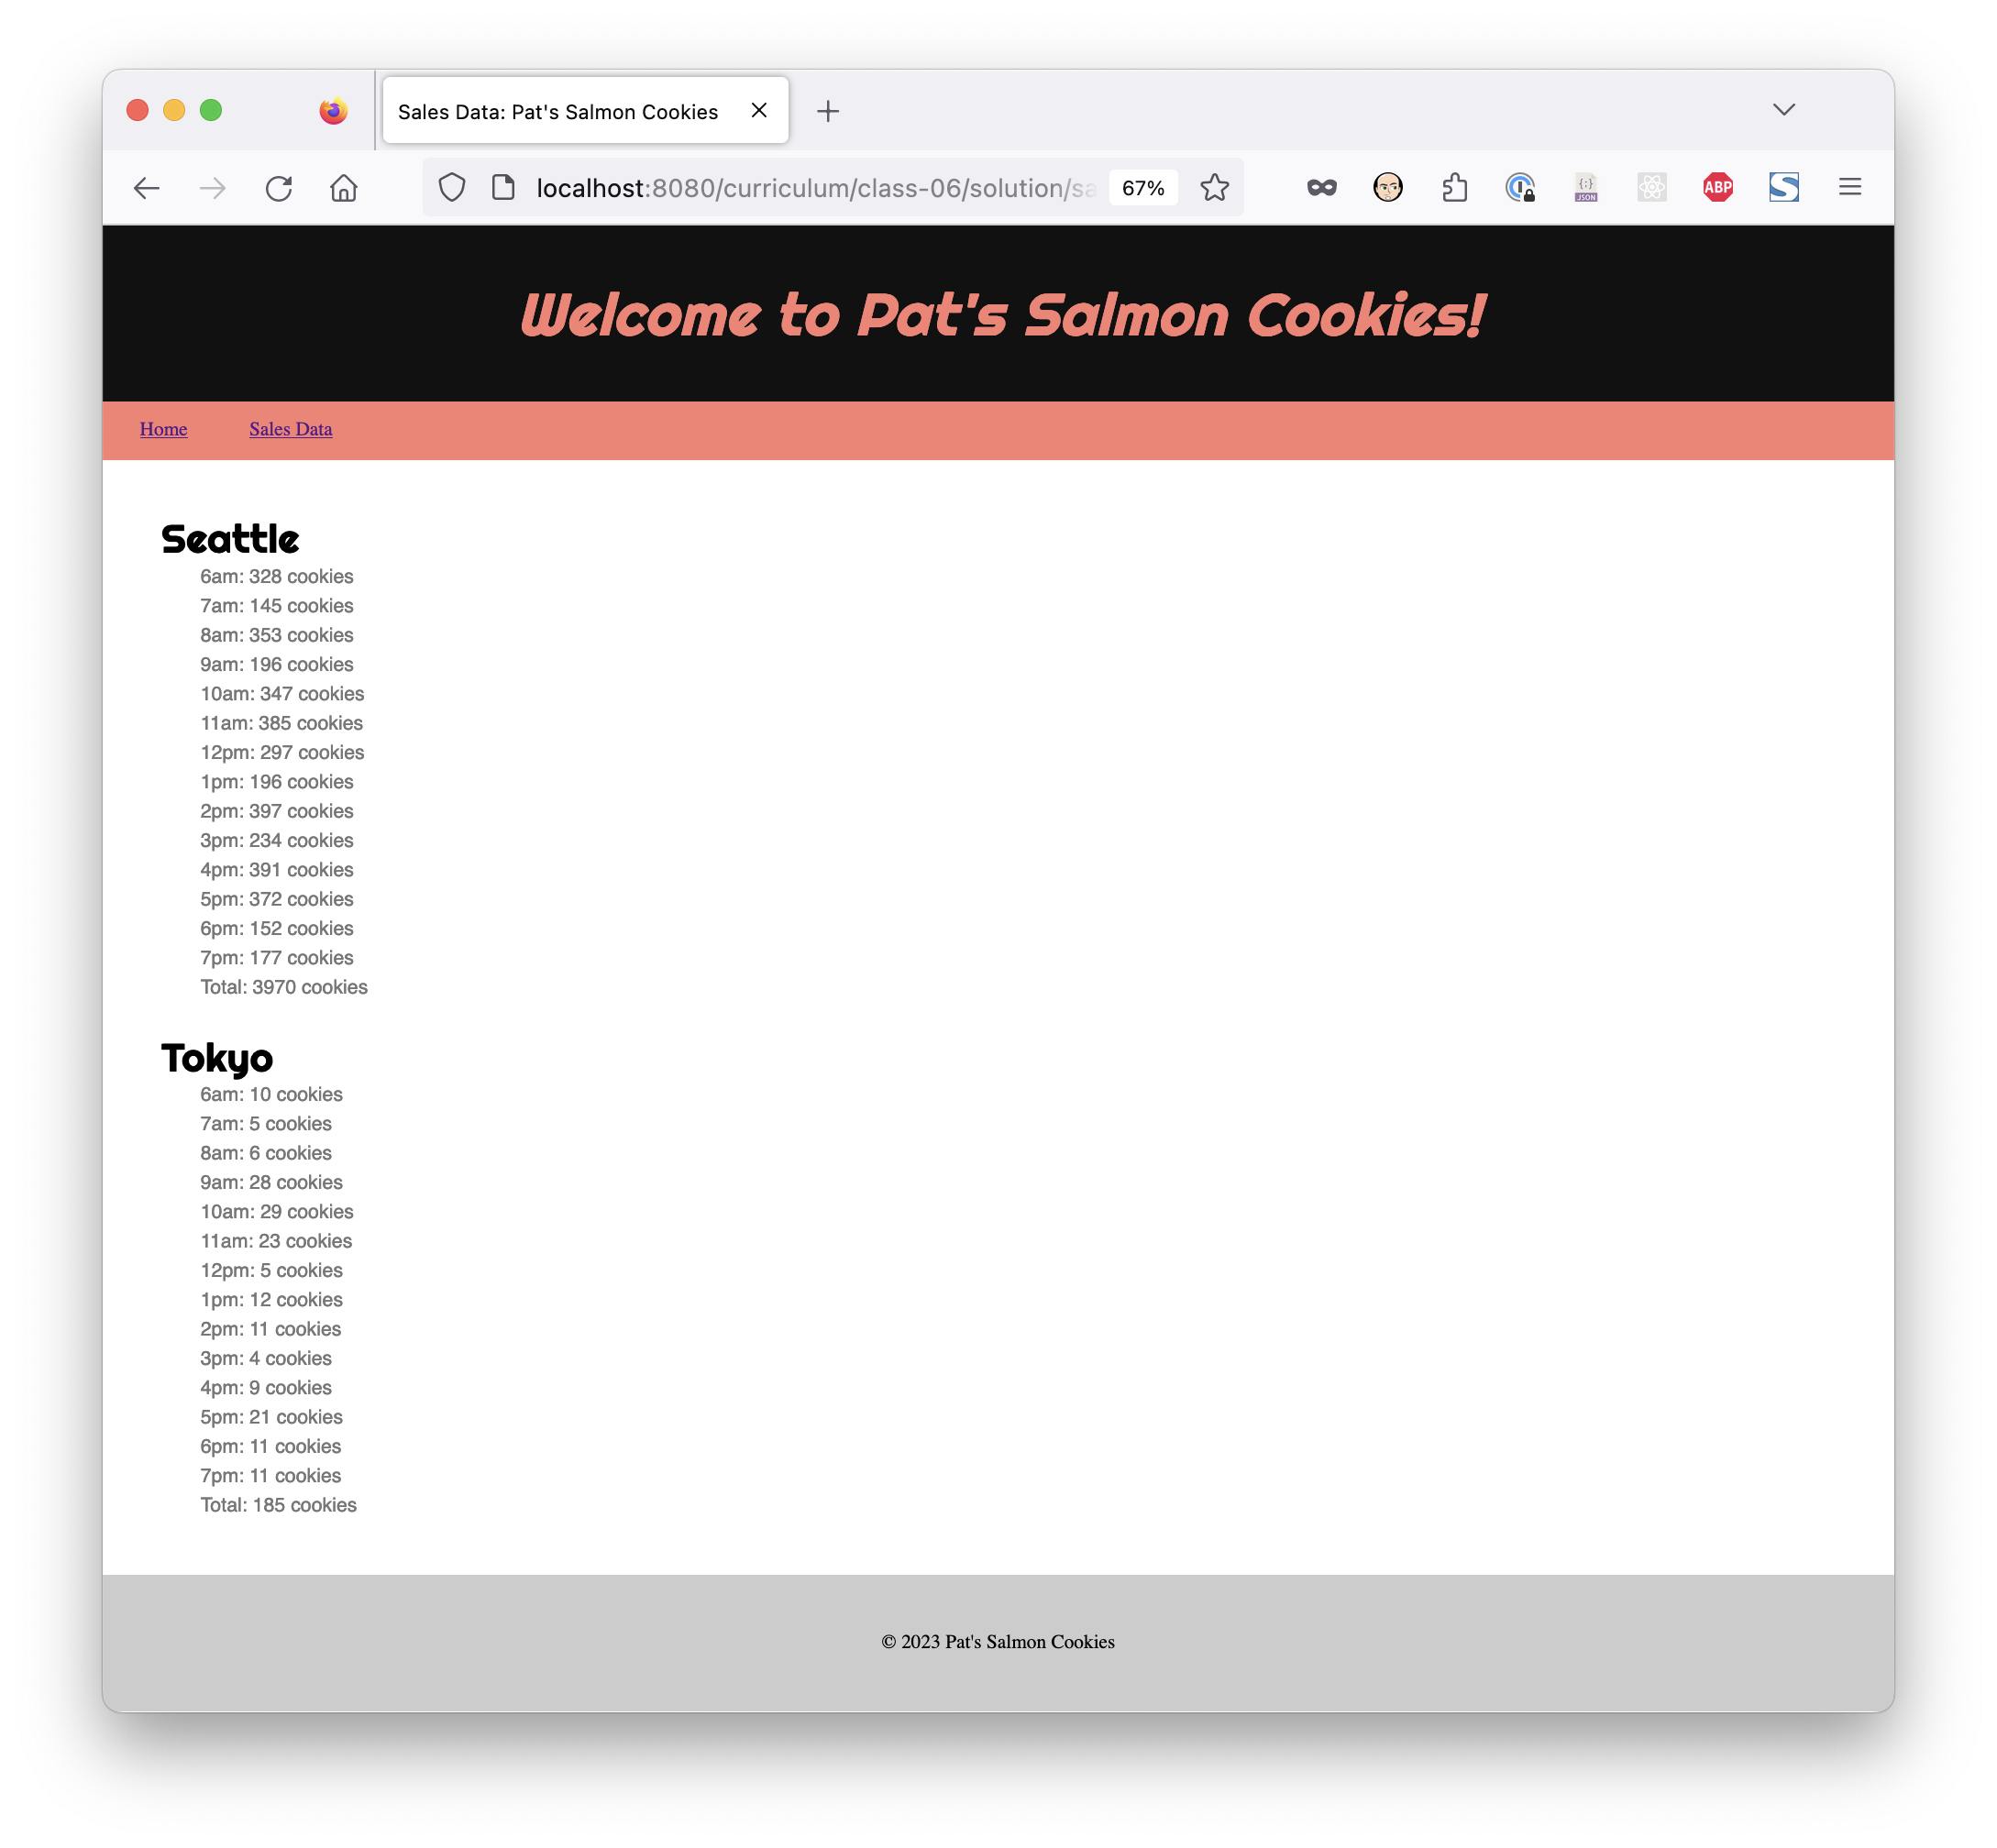 Sales Data: Pat's Salmon Cookies
localhost:8080/curriculum/class-06/solution/sa
67%
JSON
ABP
Welcome to Pat's Salmon Cookies!
Home Sales Data
Seattle
6am: 328 cookies
7am: 145 cookies
8am: 353 cookies
9am: 196 cookies
10am: 347 cookies
11am: 385 cookies
12pm: 297 cookies
1pm: 196 cookies
2pm: 397 cookies
3pm: 234 cookies
4pm: 391 cookies
5pm: 372 cookies
6pm: 152 cookies
7pm: 177 cookies
Total: 3970 cookies
Tokyo
6am: 10 cookies
7am: 5 cookies
8am: 6 cookies
9am: 28 cookies
10am: 29 cookies
11am: 23 cookies
12pm: 5 cookies
1pm: 12 cookies
2pm: 11 cookies
3pm: 4 cookies
4pm: 9 cookies
5pm: 21 cookies
6pm: 11 cookies
7pm: 11 cookies
Total: 185 cookies
© 2023 Pat's Salmon Cookies